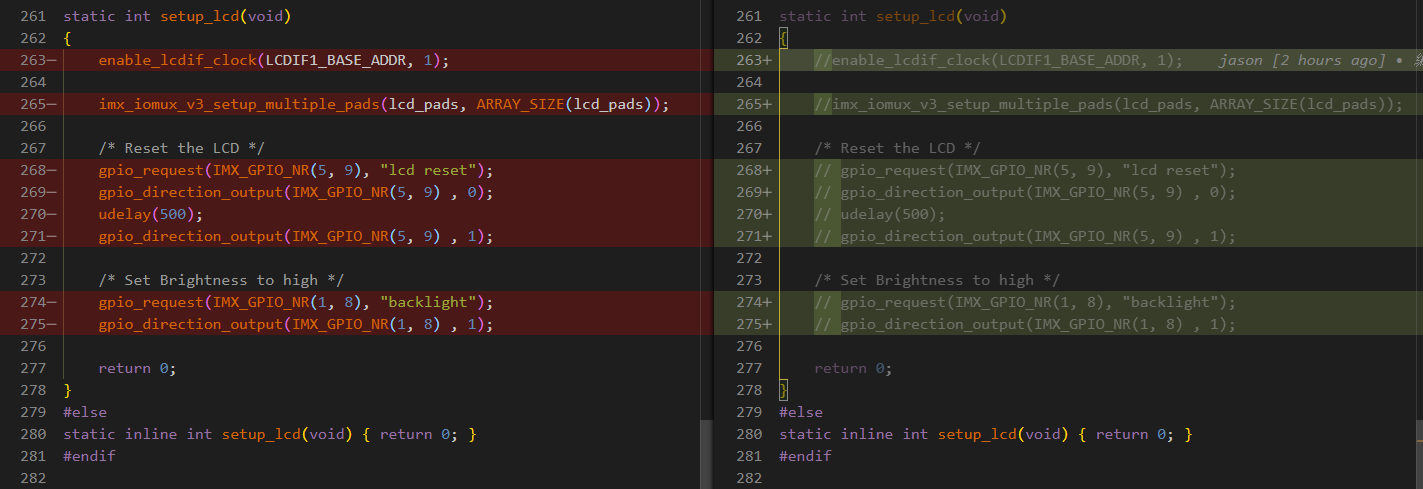 261 static int setup_lcd(void)
262 {
263− enable_lcdif_clock(LCDIF1_BASE_ADDR, 1);
264
265− imx_iomux_v3_setup_multiple_pads(lcd_pads, ARRAY_SIZE(lcd_pads));
266
267 /* Reset the LCD */
268− gpio_request(IMX_GPIO_NR(5, 9), "lcd reset");
269− gpio_direction_output(IMX_GPIO_NR(5, 9) , 0);
270− udelay(500);
271− gpio_direction_output(IMX_GPIO_NR(5, 9) , 1);
272
273 /* Set Brightness to high */
274− gpio_request(IMX_GPIO_NR(1, 8), "backlight");
275− gpio_direction_output(IMX_GPIO_NR(1, 8) , 1);
276
277 return 0;
278 }
279 #else
280 static inline int setup_lcd(void) { return 0; }
281 #endif
282
261 static int setup_lcd(void)
262 {
263+ //enable_lcdif_clock(LCDIF1_BASE_ADDR, 1); jason [2 hours ago] •
264
265+ //imx_iomux_v3_setup_multiple_pads(lcd_pads, ARRAY_SIZE(lcd_pads));
266
267 /* Reset the LCD */
268+ // gpio_request(IMX_GPIO_NR(5, 9), "lcd reset");
269+ // gpio_direction_output(IMX_GPIO_NR(5, 9) , 0);
270+ // udelay(500);
271+ // gpio_direction_output(IMX_GPIO_NR(5, 9) , 1);
272
273 /* Set Brightness to high */
274+ // gpio_request(IMX_GPIO_NR(1, 8), "backlight");
275+ // gpio_direction_output(IMX_GPIO_NR(1, 8) , 1);
276
277 return 0;
278 }
279 #else
280 static inline int setup_lcd(void) { return 0; }
281 #endif
282